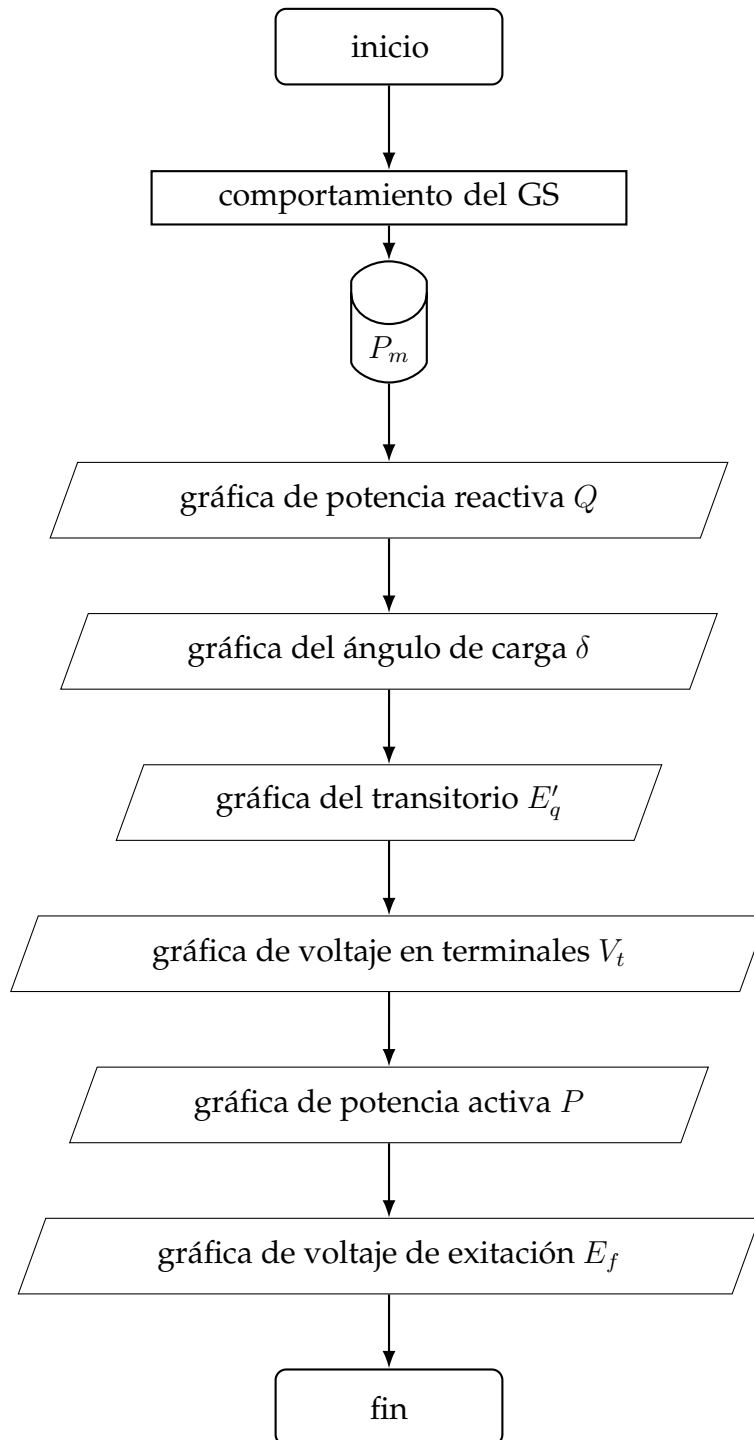 inicio
comportamiento del GS
P_m
gráfica de potencia reactiva Q
gráfica del ángulo de carga δ
gráfica del transitorio E′_q
gráfica de voltaje en terminales V_t
gráfica de potencia activa P
gráfica de voltaje de exitación E_f
fin